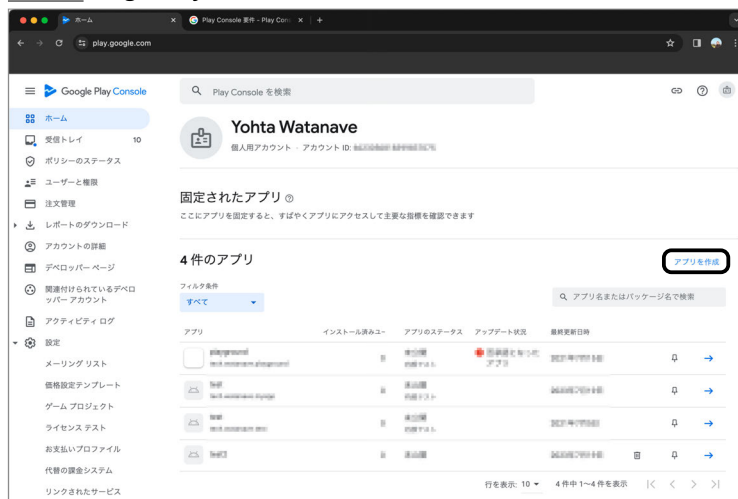 ホーム
Play Console 要件 - Play Con
play.google.com
Google Play Console
Play Console を検索
ホーム
受信トレイ 10
ポリシーのステータス
ユーザーと権限
注文管理
レポートのダウンロード
アカウントの詳細
デベロッパー ページ
関連付けられているデベロ
ッパー アカウント
アクティビティ ログ
設定
メーリング リスト
価格設定テンプレート
ゲーム プロジェクト
ライセンス テスト
お支払いプロファイル
代替の課金システム
リンクされたサービス
Yohta Watanave
個人用アカウント · アカウント ID:
固定されたアプリ
ここにアプリを固定すると、すばやくアプリにアクセスして主要な指標を確認できます
4 件のアプリ
アプリを作成
フィルタ条件
すべて
アプリ名またはパッケージ名で検索
アプリ インストール済みユー アプリのステータス アップデート状況 最終更新日時
行を表示: 10 4 件中 1~4 件を表示